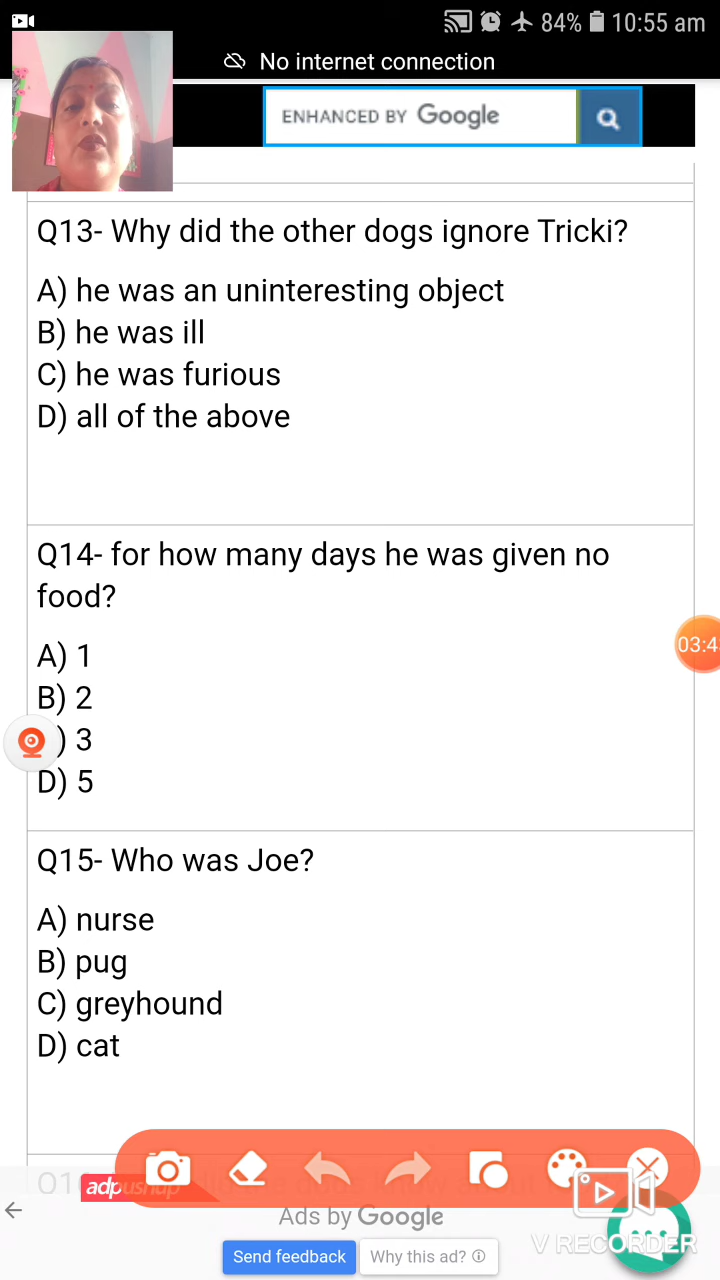 84% 10:55 am
No internet connection
ENHANCED BY Google
Q13- Why did the other dogs ignore Tricki?
A) he was an uninteresting object
B) he was ill
C) he was furious
D) all of the above
Q14- for how many days he was given no
food?
A) 1
B) 2
) 3
D) 5
03:4
Q15- Who was Joe?
A) nurse
B) pug
C) greyhound
D) cat
adpushup
Ads by Google
Send feedback
Why this ad?
V RECORDER